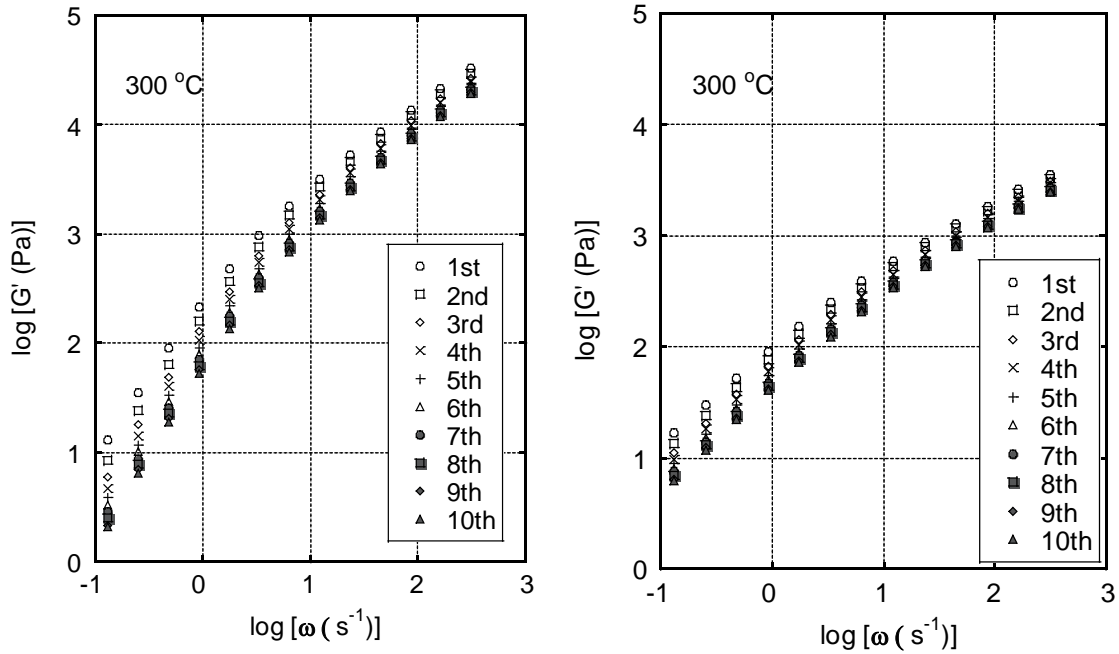 5
4
3
2
1
0
log [G' (Pa)]
300 °C
1st
2nd
3rd
4th
5th
6th
7th
8th
9th
10th
-1
0
1
2
3
log [ω ( s⁻¹)]
5
4
3
2
1
0
log [G' (Pa)]
300 °C
1st
2nd
3rd
4th
5th
6th
7th
8th
9th
10th
-1
0
1
2
3
log [ω ( s⁻¹)]